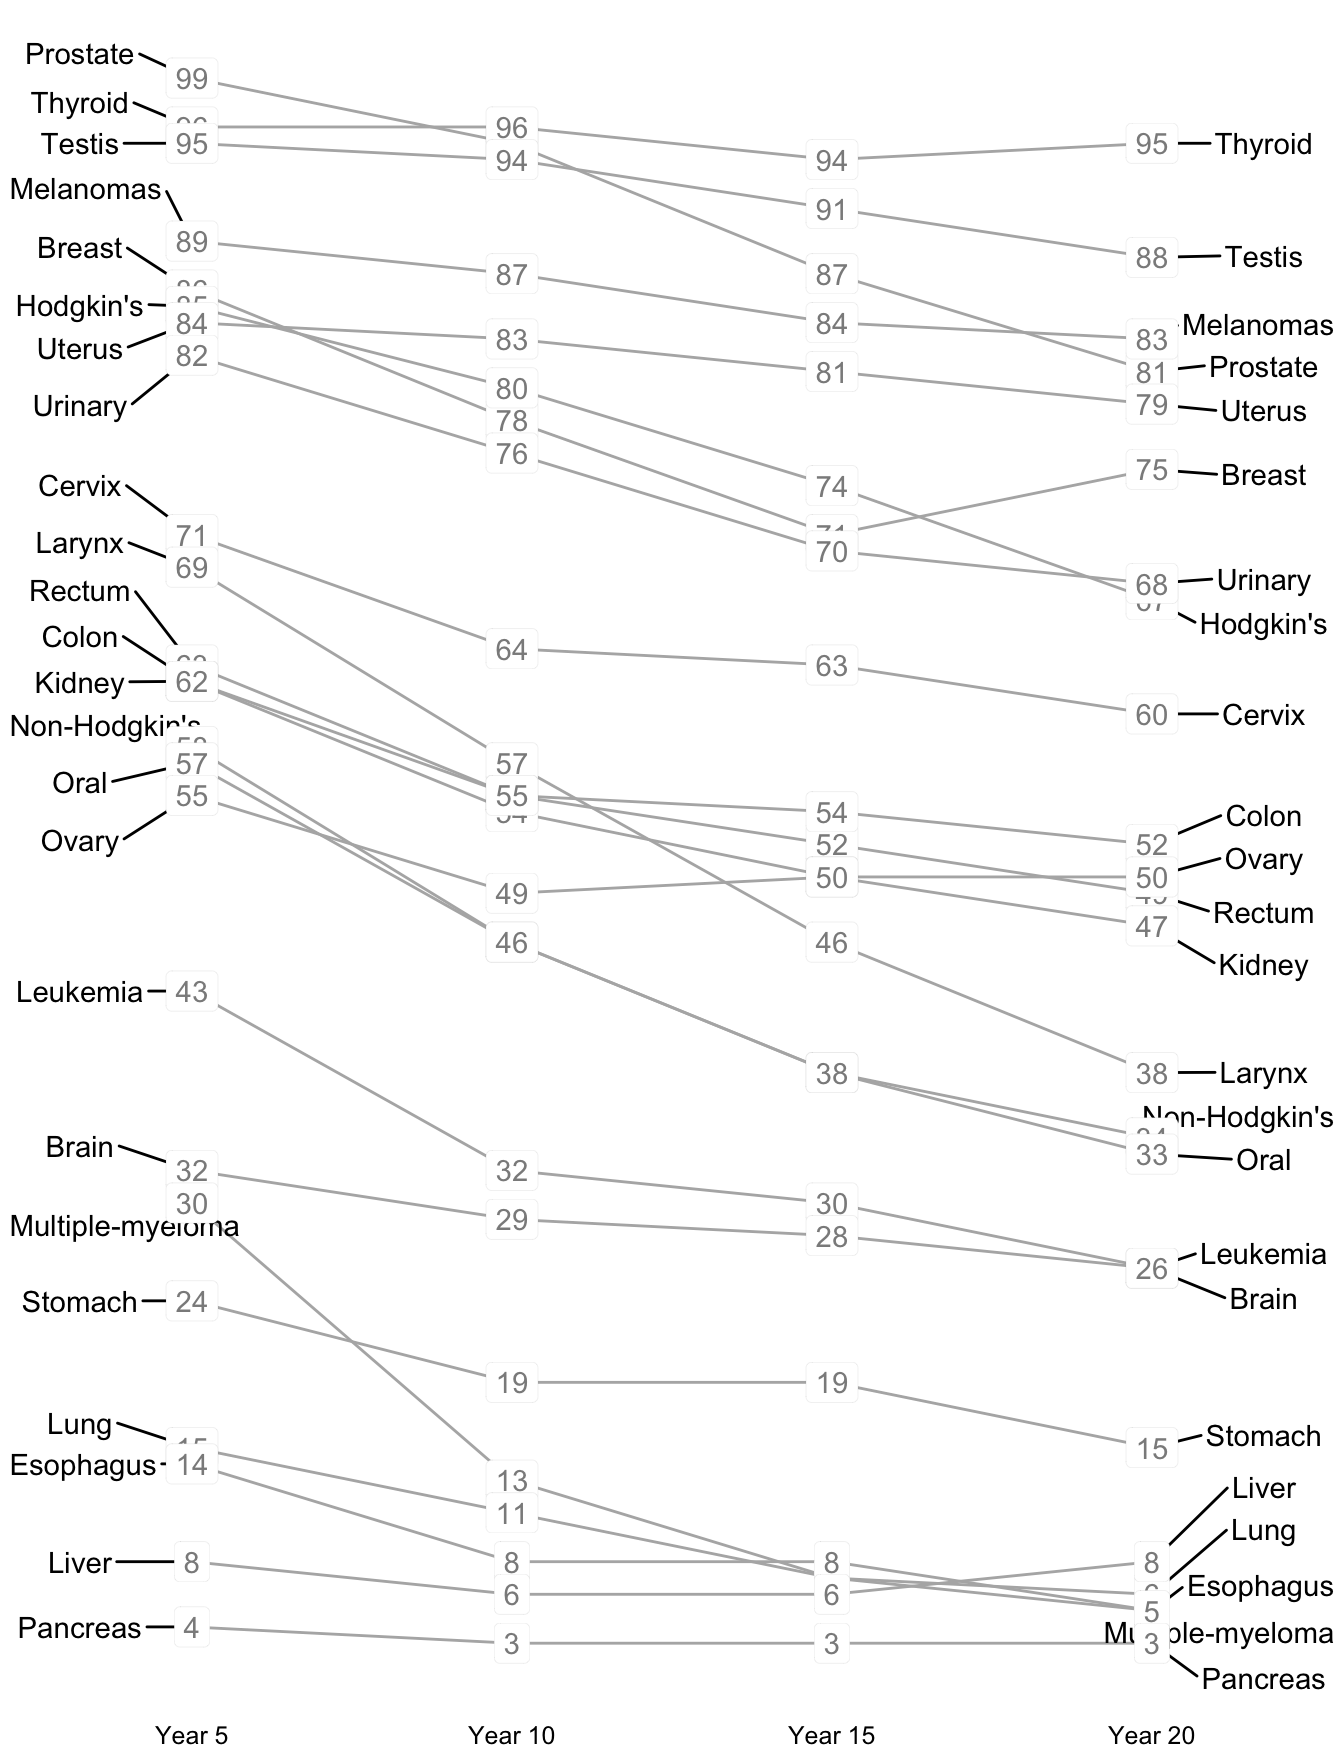 Prostate
99
Thyroid
96
96
Testis
95
94
94
95
Thyroid
Melanomas
91
89
88
Testis
Breast
87
87
86
Hodgkin's
85
84
Melanomas
Uterus
84
83
83
82
81
81
Prostate
Urinary
80
79
Uterus
78
76
75
Breast
Cervix
74
71
71
70
Larynx
69
68
Urinary
Rectum
67
Hodgkin's
Colon
64
63
62
Kidney
60
Cervix
Non-Hodgkin's
58
57
57
Oral
55
55
54
54
Colon
Ovary
52
52
Ovary
49
50
50
49
Rectum
46
46
47
Kidney
Leukemia
43
38
38
Larynx
Non-Hodgkin's
34
Brain
32
32
33
Oral
30
30
Multiple-myeloma
29
28
Leukemia
26
Stomach
24
Brain
19
19
Lung
15
15
Stomach
Esophagus
14
13
Liver
11
Lung
Liver
8
8
8
8
6
6
6
Esophagus
5
Pancreas
4
3
3
3
Multiple-myeloma
Pancreas
Year 5
Year 10
Year 15
Year 20